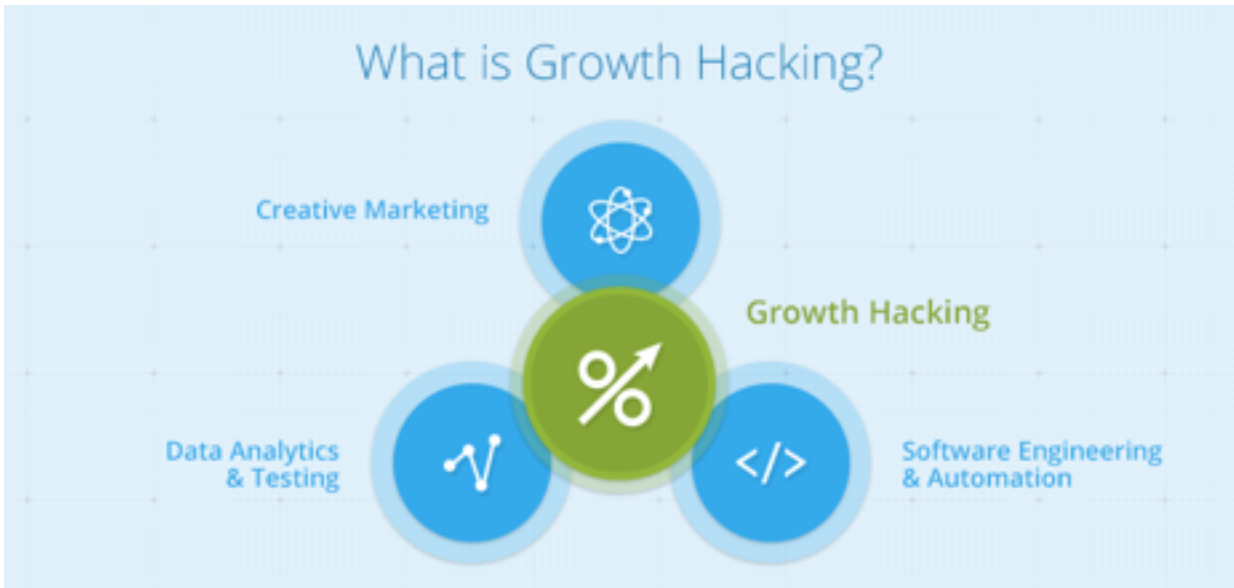 What is Growth Hacking?
Creative Marketing
Growth Hacking
Data Analytics
& Testing
Software Engineering
& Automation